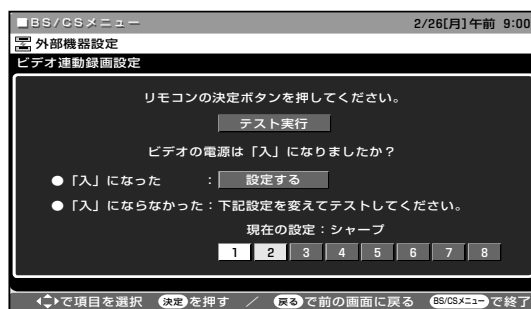 ■BS/CSメニュー 2/26[月]午前 9:00
外部機器設定
ビデオ連動録画設定
リモコンの決定ボタンを押してください。
テスト実行
ビデオの電源は「入」になりましたか?
●「入」になった : 設定する
●「入」にならなかった:下記設定を変えてテストしてください。
現在の設定:シャープ
1 2 3 4 5 6 7 8
で項目を選択 決定 を押す / 戻る で前の画面に戻る BS/CSメニュー で終了